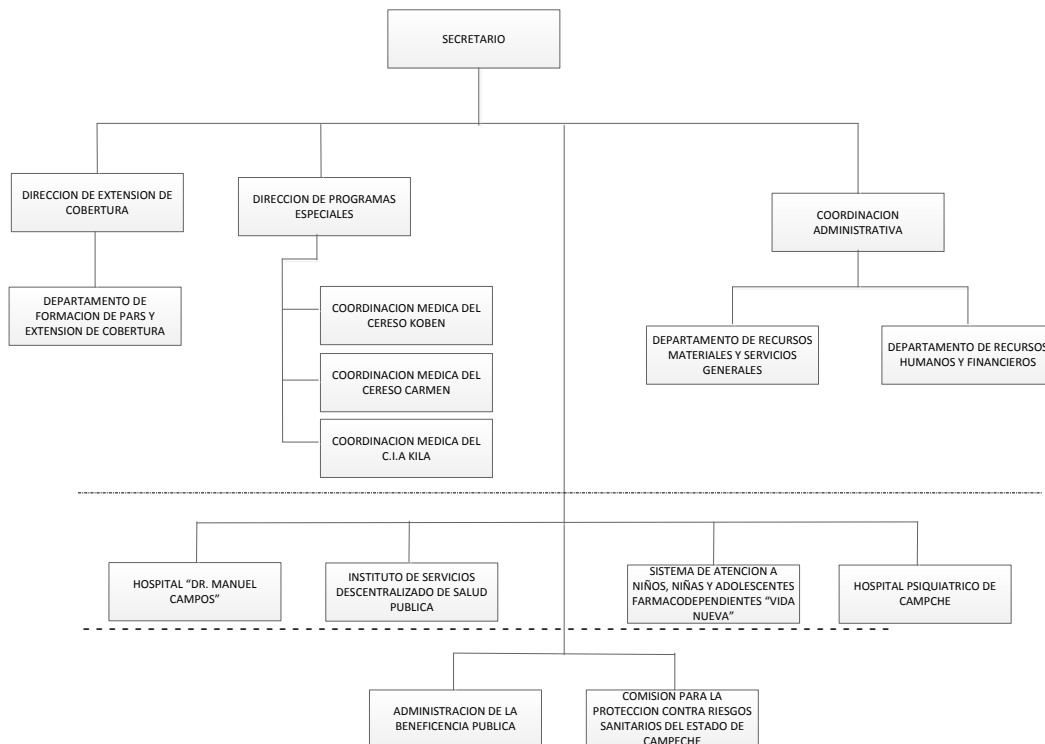 SECRETARIO
DIRECCION DE EXTENSION DE
COBERTURA
DIRECCION DE PROGRAMAS
ESPECIALES
COORDINACION
ADMINISTRATIVA
DEPARTAMENTO DE
FORMACION DE PARS Y
EXTENSION DE COBERTURA
COORDINACION MEDICA DEL
CERESO KOBEN
COORDINACION MEDICA DEL
CERESO CARMEN
COORDINACION MEDICA DEL
C.I.A KILA
DEPARTAMENTO DE RECURSOS
MATERIALES Y SERVICIOS
GENERALES
DEPARTAMENTO DE RECURSOS
HUMANOS Y FINANCIEROS
HOSPITAL “DR. MANUEL
CAMPOS”
INSTITUTO DE SERVICIOS
DESCENTRALIZADO DE SALUD
PUBLICA
SISTEMA DE ATENCION A
NIÑOS, NIÑAS Y ADOLESCENTES
FARMACODEPENDIENTES “VIDA
NUEVA”
HOSPITAL PSIQUIATRICO DE
CAMPCHE
ADMINISTRACION DE LA
BENEFICENCIA PUBLICA
COMISION PARA LA
PROTECCION CONTRA RIESGOS
SANITARIOS DEL ESTADO DE
CAMPECHE